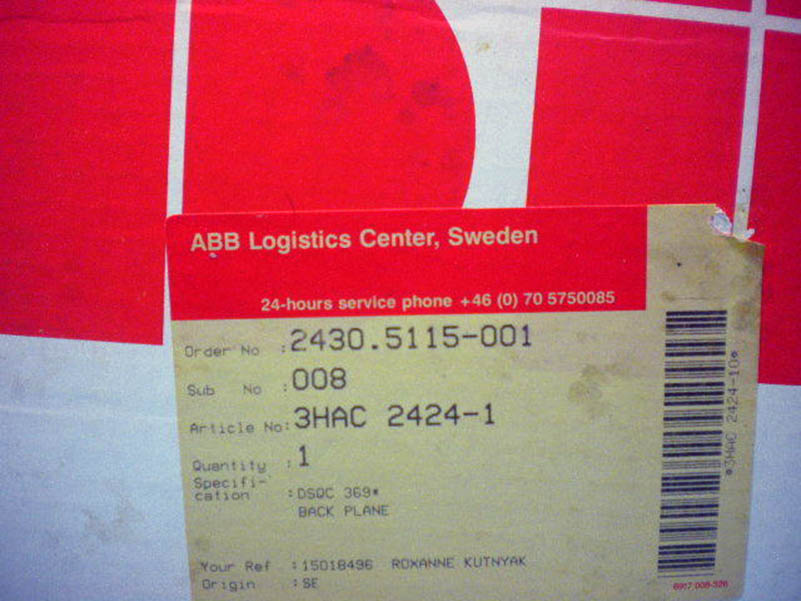 ABB Logistics Center, Sweden
24-hours service phone +46 (0) 70 5750085
Order No : 2430.5115-001
Sub No : 008
Article No: 3HAC 2424-1
Quantity : 1
Specifi-
cation : DSQC 369*
BACK PLANE
Your Ref : 15018496 ROXANNE KUTNYAK
Origin : SE
*3HAC 2424-10*